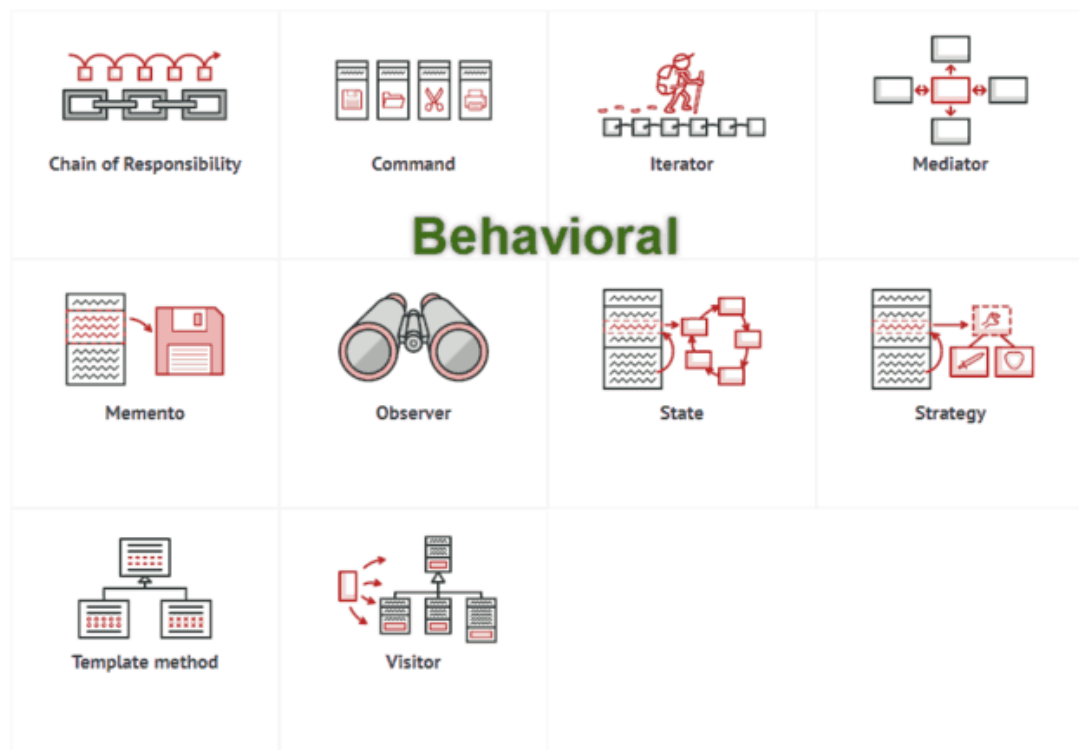 Chain of Responsibility
Command
Iterator
Mediator
Behavioral
Memento
Observer
State
Strategy
Template method
Visitor